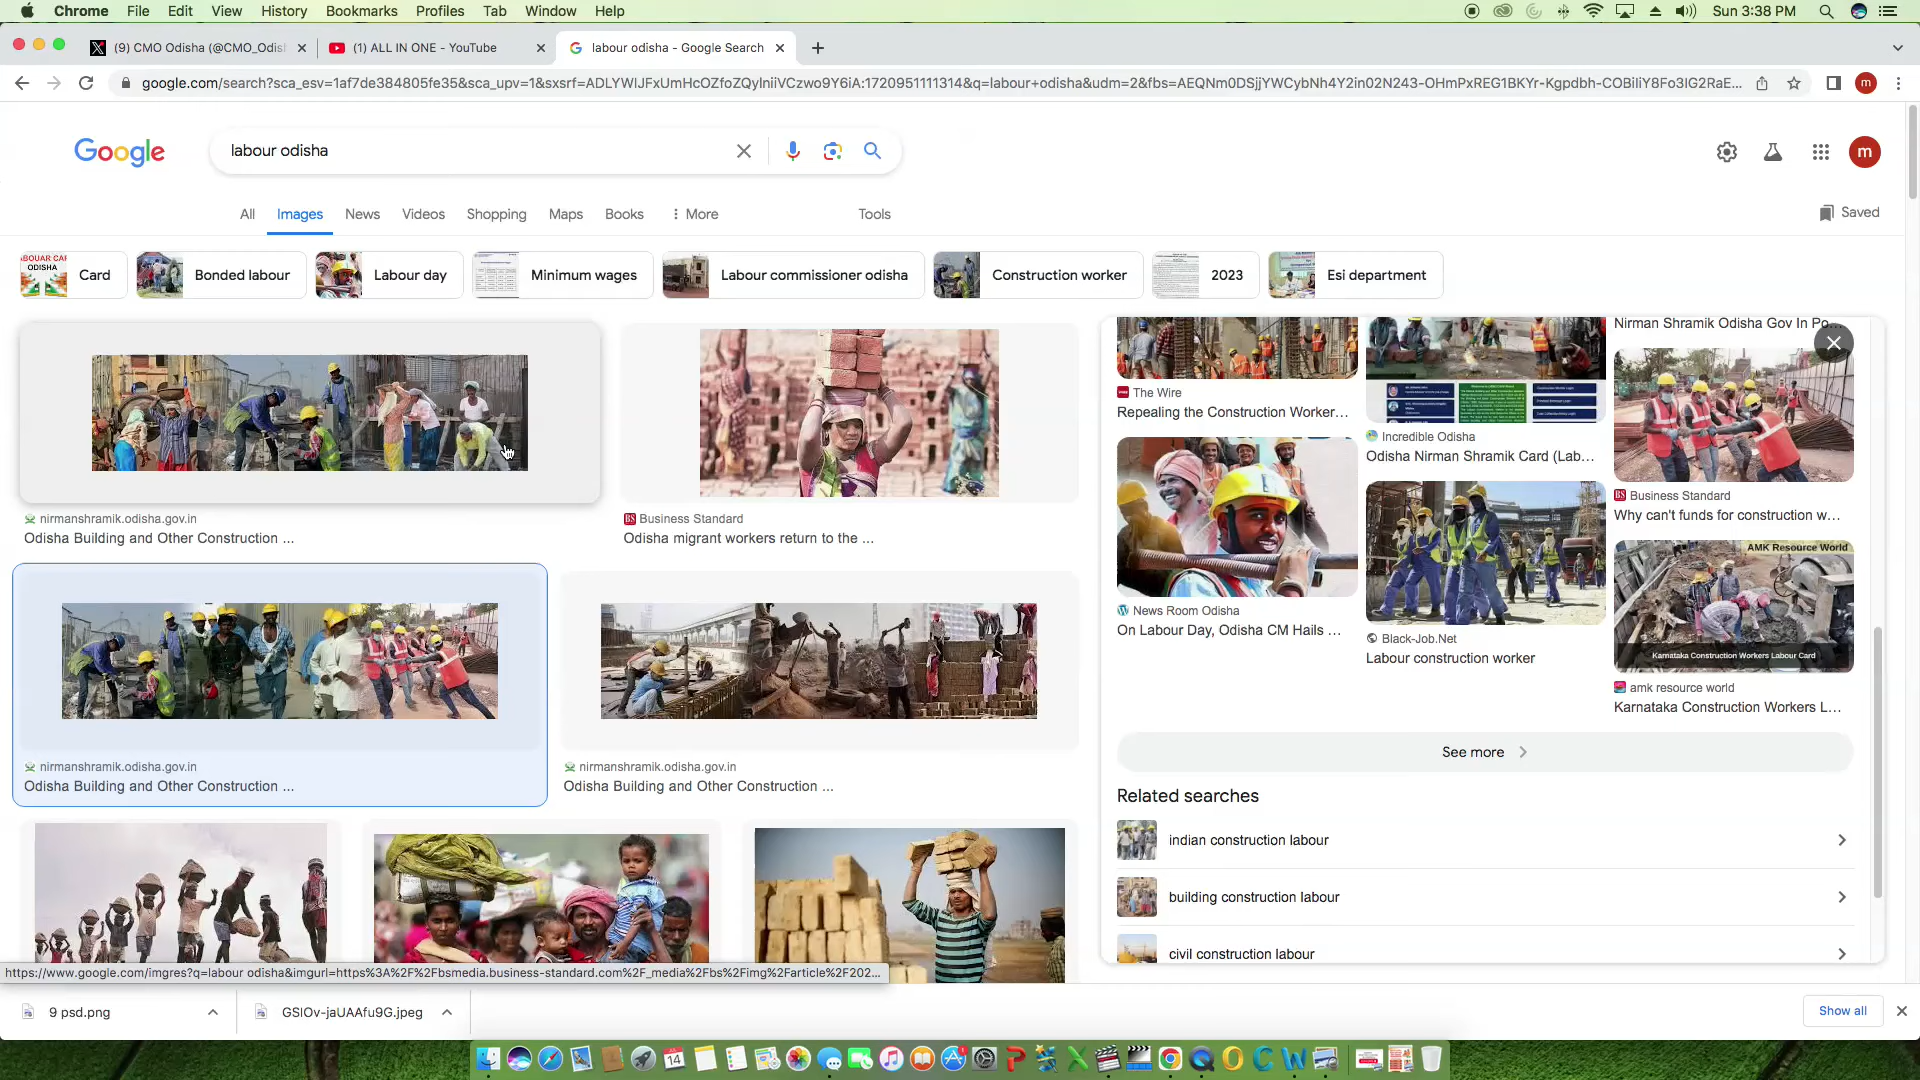 Chrome File Edit View History Bookmarks Profiles Tab Window Help
Sun 3:38 PM
(9) CMO Odisha (@CMO_Odis
(1) ALL IN ONE - YouTube
labour odisha - Google Search
google.com/search?sca_esv=1af7de384805fe35&sca_upv=1&sxsrf=ADLYWIJFxUmHcOZfoZQylniiVCzwo9Y6iA:1720951111314&q=labour+odisha&udm=2&fbs=AEQNm0DSjjYWCybNh4Y2in02N243-OHmPxREG1BKYr-Kgpdbh-COBiliY8Fo3IG2RaE...
m
Google
labour odisha
m
All Images News Videos Shopping Maps Books More Tools
Saved
Card
Bonded labour
Labour day
Minimum wages
Labour commissioner odisha
Construction worker
2023
Esi department
nirmanshramik.odisha.gov.in
Odisha Building and Other Construction ...
Business Standard
Odisha migrant workers return to the ...
nirmanshramik.odisha.gov.in
Odisha Building and Other Construction ...
nirmanshramik.odisha.gov.in
Odisha Building and Other Construction ...
The Wire
Repealing the Construction Worker...
News Room Odisha
On Labour Day, Odisha CM Hails ...
Incredible Odisha
Odisha Nirman Shramik Card (Lab...
Black-Job.Net
Labour construction worker
Nirman Shramik Odisha Gov In Po...
Business Standard
Why can't funds for construction w...
AMK Resource World
Karnataka Construction Workers Labour Card
amk resource world
Karnataka Construction Workers L...
See more
Related searches
indian construction labour
building construction labour
civil construction labour
https://www.google.com/imgres?q=labour odisha&imgurl=https%3A%2F%2Fbsmedia.business-standard.com%2F_media%2Fbs%2Fimg%2Farticle%2F202...
9 psd.png
GSIOv-jaUAAfu9G.jpeg
Show all